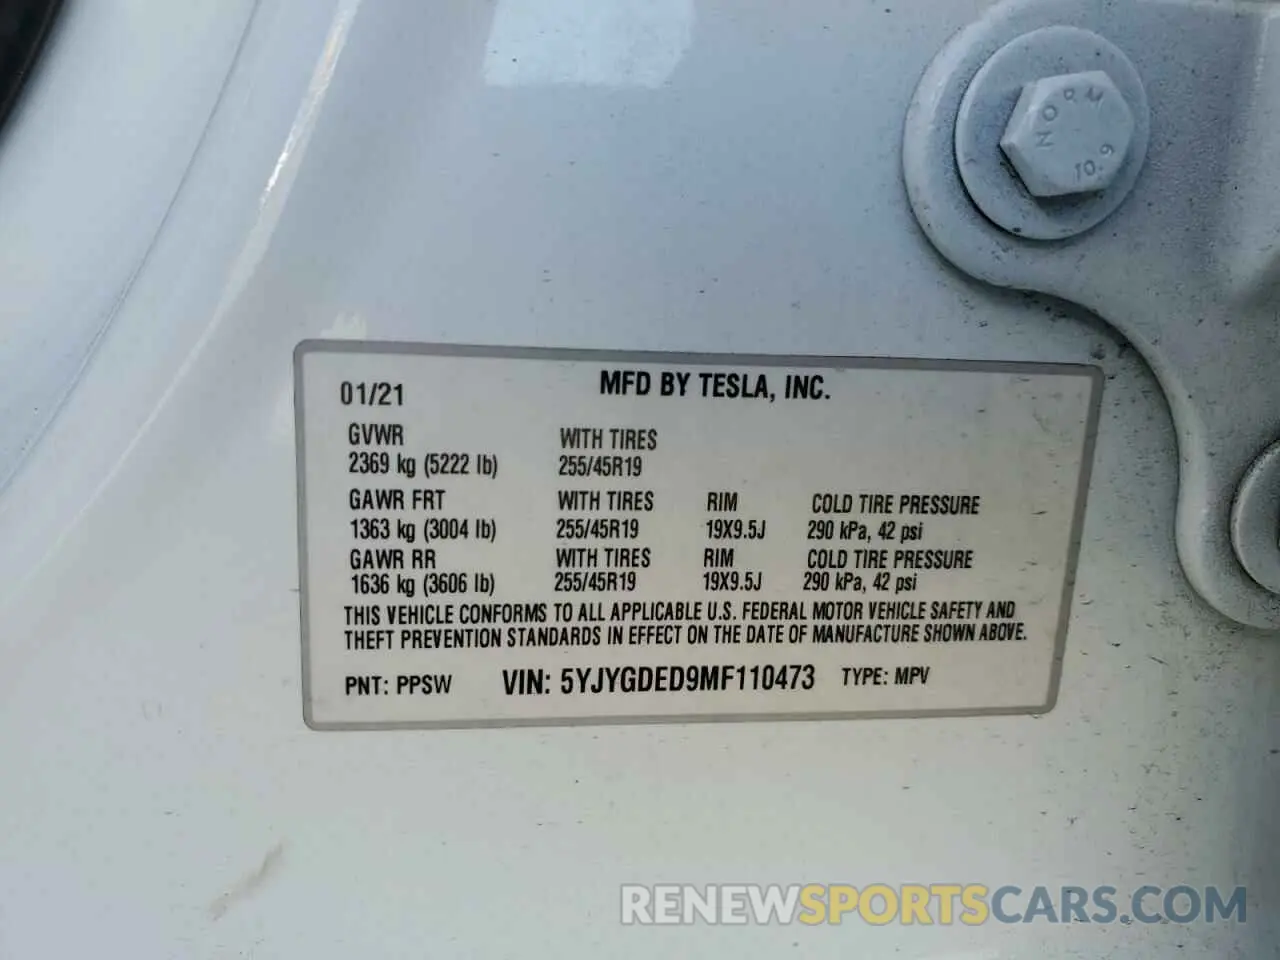 NORM
10.9
01/21 MFD BY TESLA, INC.
GVWR WITH TIRES
2369 kg (5222 lb) 255/45R19
GAWR FRT WITH TIRES RIM COLD TIRE PRESSURE
1363 kg (3004 lb) 255/45R19 19X9.5J 290 kPa, 42 psi
GAWR RR WITH TIRES RIM COLD TIRE PRESSURE
1636 kg (3606 lb) 255/45R19 19X9.5J 290 kPa, 42 psi
THIS VEHICLE CONFORMS TO ALL APPLICABLE U.S. FEDERAL MOTOR VEHICLE SAFETY AND
THEFT PREVENTION STANDARDS IN EFFECT ON THE DATE OF MANUFACTURE SHOWN ABOVE.
PNT: PPSW VIN: 5YJYGDED9MF110473 TYPE: MPV
RENEWSPORTSCARS.COM